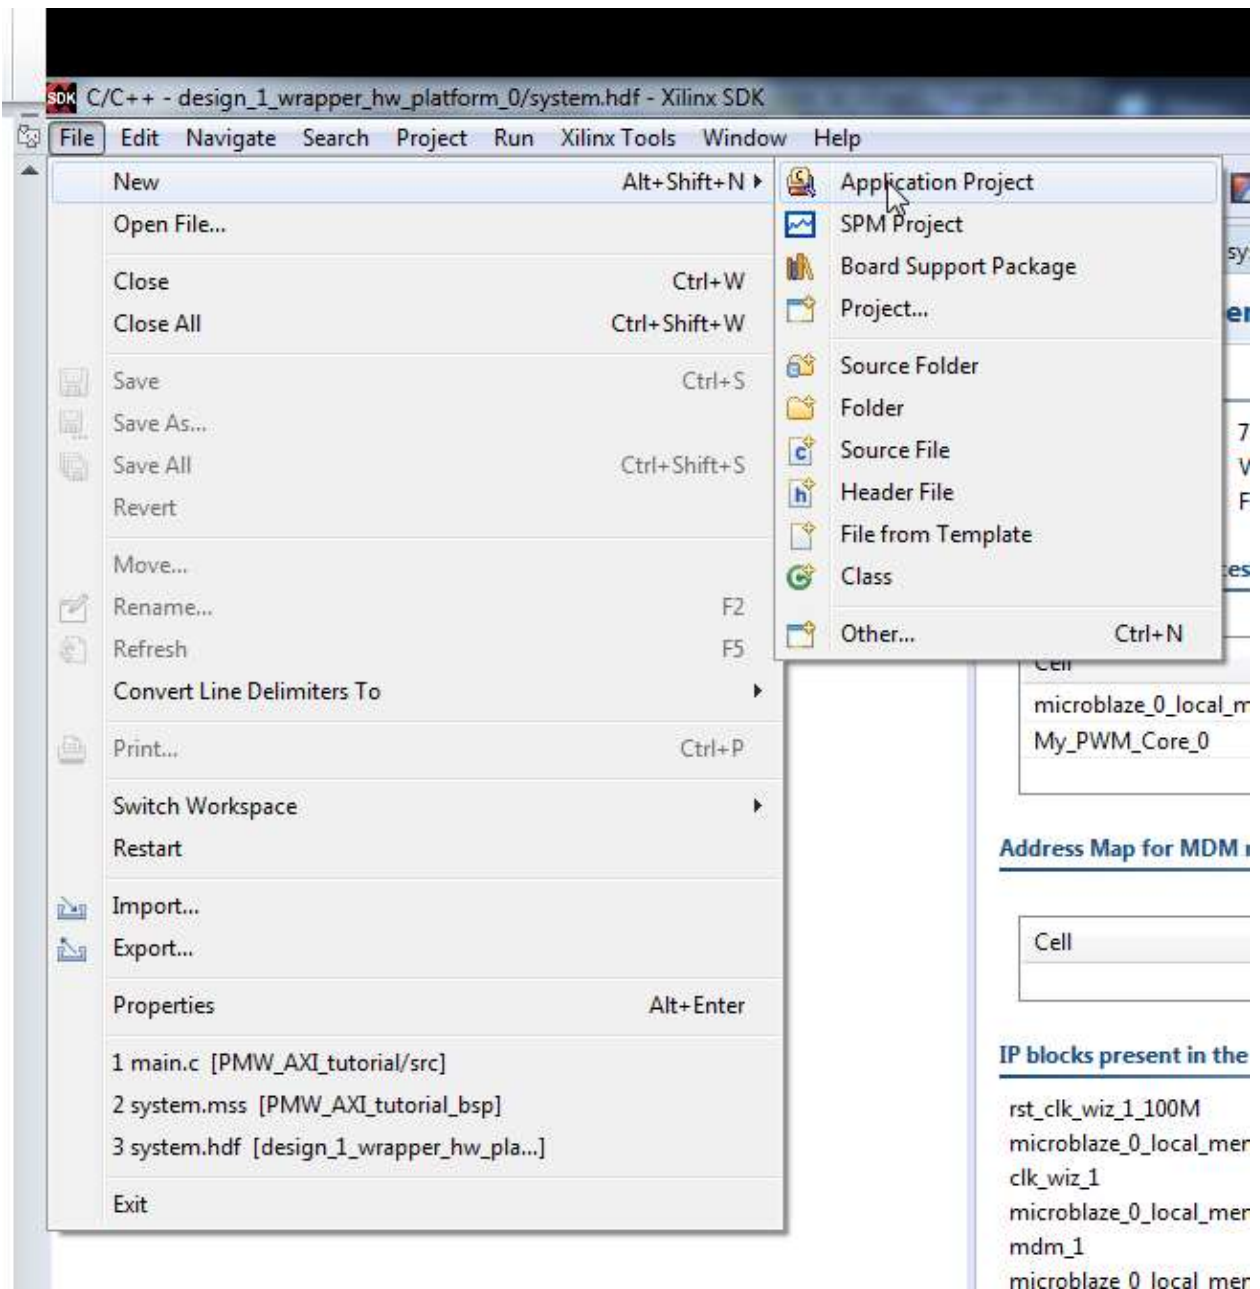 SDK C/C++ - design_1_wrapper_hw_platform_0/system.hdf - Xilinx SDK
File Edit Navigate Search Project Run Xilinx Tools Window Help
New Alt+Shift+N
Open File...
Close Ctrl+W
Close All Ctrl+Shift+W
Save Ctrl+S
Save As...
Save All Ctrl+Shift+S
Revert
Move...
Rename... F2
Refresh F5
Convert Line Delimiters To
Print... Ctrl+P
Switch Workspace
Restart
Import...
Export...
Properties Alt+Enter
1 main.c [PMW_AXI_tutorial/src]
2 system.mss [PMW_AXI_tutorial_bsp]
3 system.hdf [design_1_wrapper_hw_pla...]
Exit
Application Project
SPM Project
Board Support Package
Project...
Source Folder
Folder
Source File
Header File
File from Template
Class
Other... Ctrl+N
Cell
microblaze_0_local_m
My_PWM_Core_0
Address Map for MDM
Cell
IP blocks present in the
rst_clk_wiz_1_100M
microblaze_0_local_mem
clk_wiz_1
microblaze_0_local_mem
mdm_1
microblaze_0_local_mem